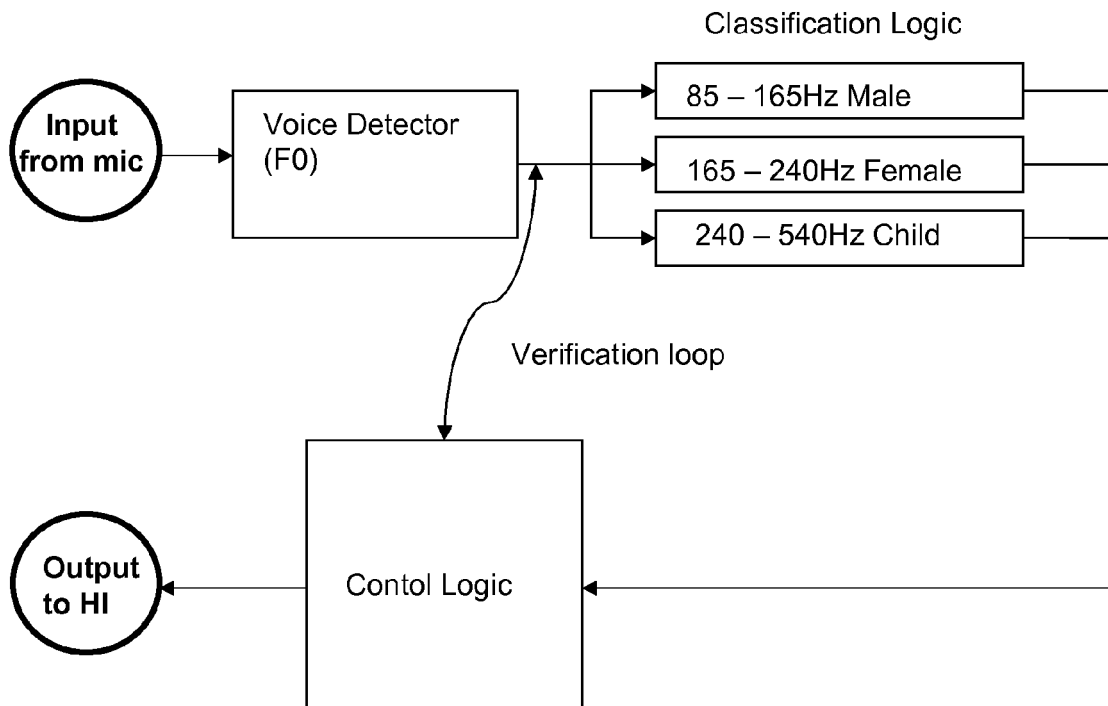 Classification Logic
Input
from mic
Voice Detector
(F0)
85 – 165Hz Male
165 – 240Hz Female
240 – 540Hz Child
Verification loop
Output
to HI
Contol Logic